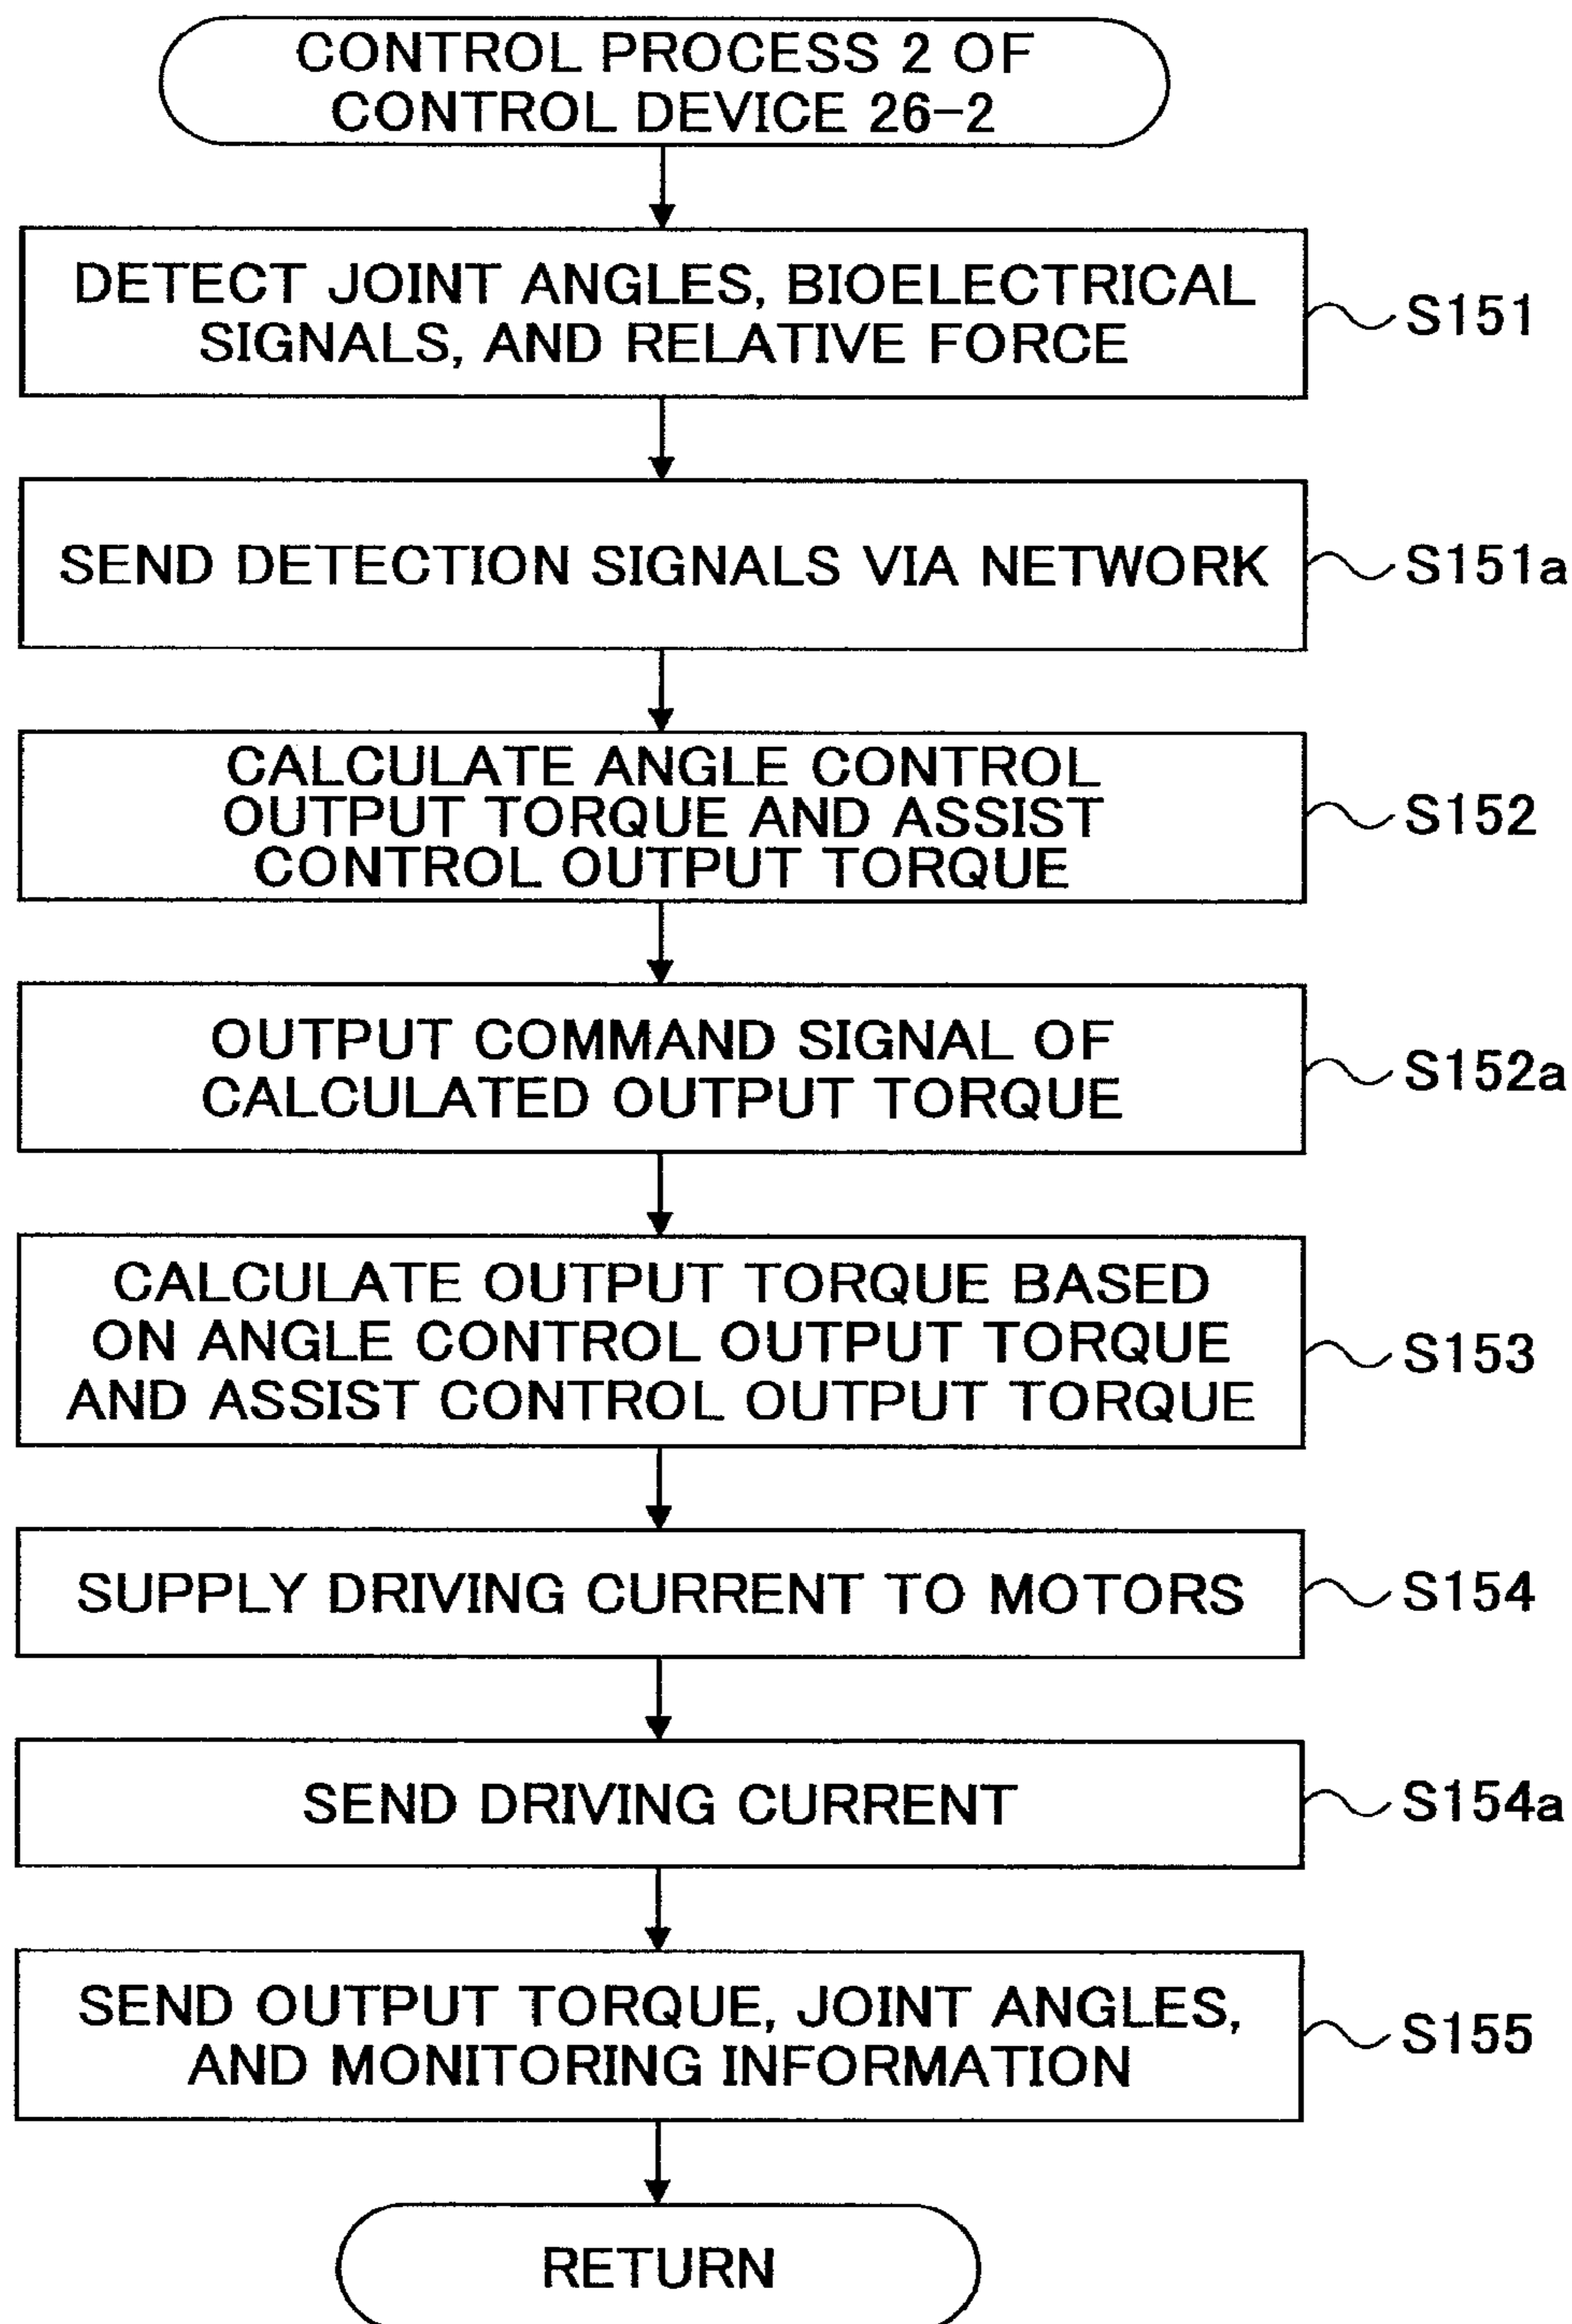 CONTROL PROCESS 2 OF
CONTROL DEVICE 26-2
DETECT JOINT ANGLES, BIOELECTRICAL
SIGNALS, AND RELATIVE FORCE
S151
SEND DETECTION SIGNALS VIA NETWORK
S151a
CALCULATE ANGLE CONTROL
OUTPUT TORQUE AND ASSIST
CONTROL OUTPUT TORQUE
S152
OUTPUT COMMAND SIGNAL OF
CALCULATED OUTPUT TORQUE
S152a
CALCULATE OUTPUT TORQUE BASED
ON ANGLE CONTROL OUTPUT TORQUE
AND ASSIST CONTROL OUTPUT TORQUE
S153
SUPPLY DRIVING CURRENT TO MOTORS
S154
SEND DRIVING CURRENT
S154a
SEND OUTPUT TORQUE, JOINT ANGLES,
AND MONITORING INFORMATION
S155
RETURN